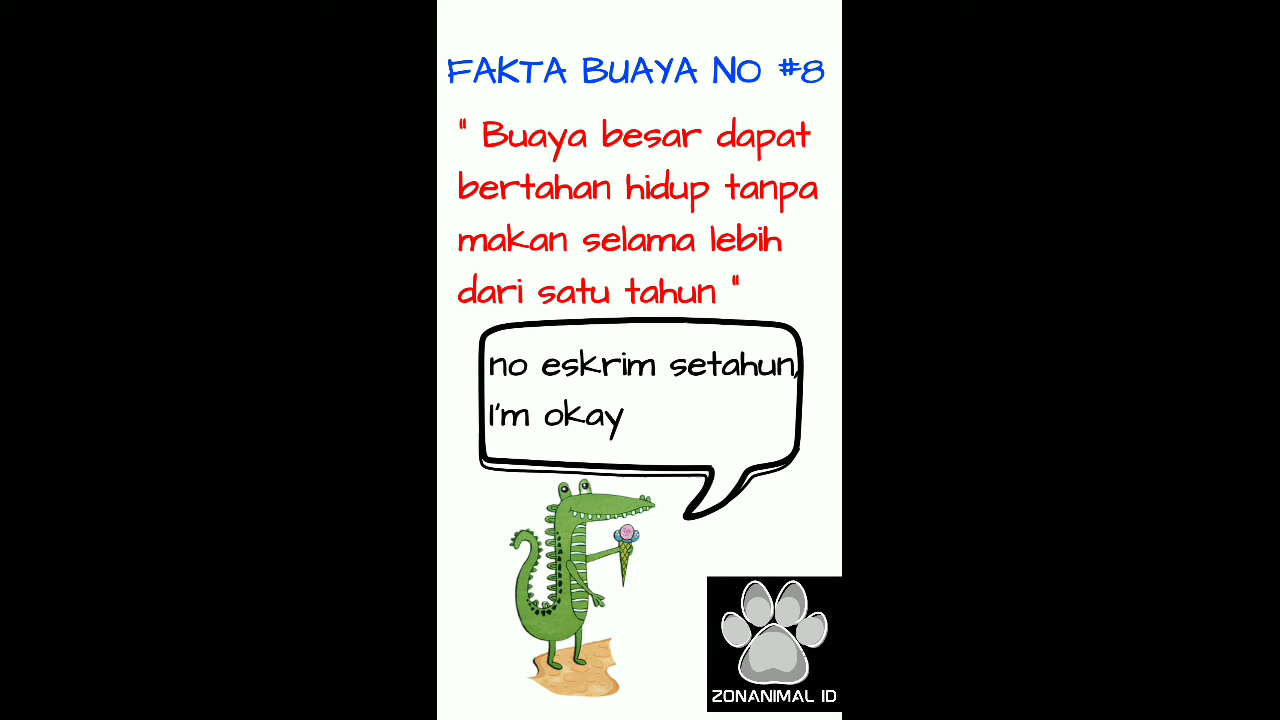 FAKTA BUAYA NO #8
" Buaya besar dapat
bertahan hidup tanpa
makan selama lebih
dari satu tahun "
no eskrim setahun,
I'm okay
ZONANIMAL ID